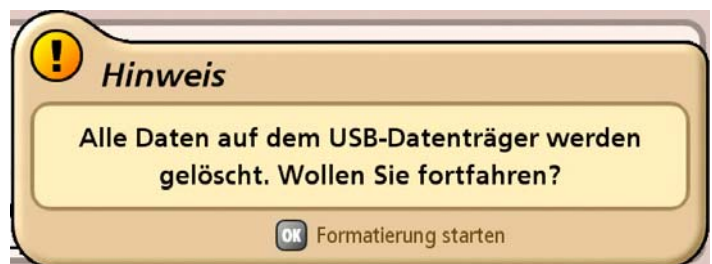 !
Hinweis
Alle Daten auf dem USB-Datenträger werden
gelöscht. Wollen Sie fortfahren?
OK Formatierung starten